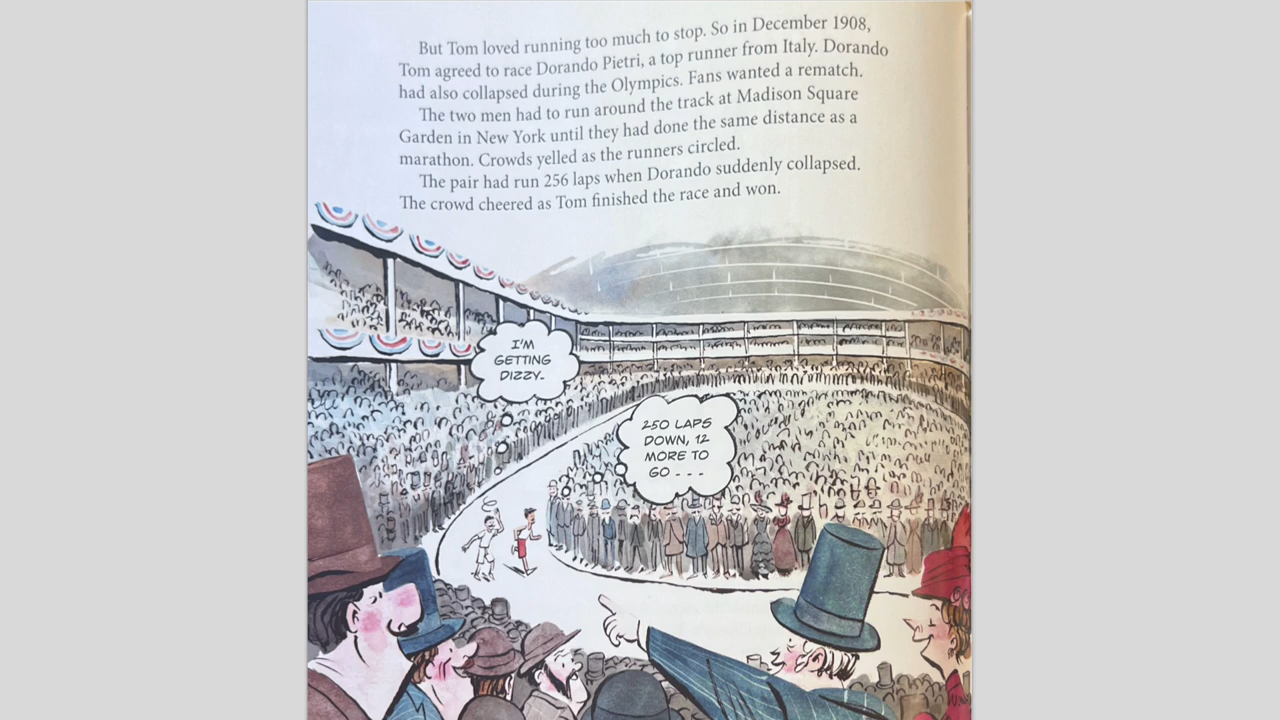 But Tom loved running too much to stop. So in December 1908,
Tom agreed to race Dorando Pietri, a top runner from Italy. Dorando
had also collapsed during the Olympics. Fans wanted a rematch.
The two men had to run around the track at Madison Square
Garden in New York until they had done the same distance as a
marathon. Crowds yelled as the runners circled.
The pair had run 256 laps when Dorando suddenly collapsed.
The crowd cheered as Tom finished the race and won.
I'M
GETTING
DIZZY.
250 LAPS
DOWN, 12
MORE TO
GO - - -